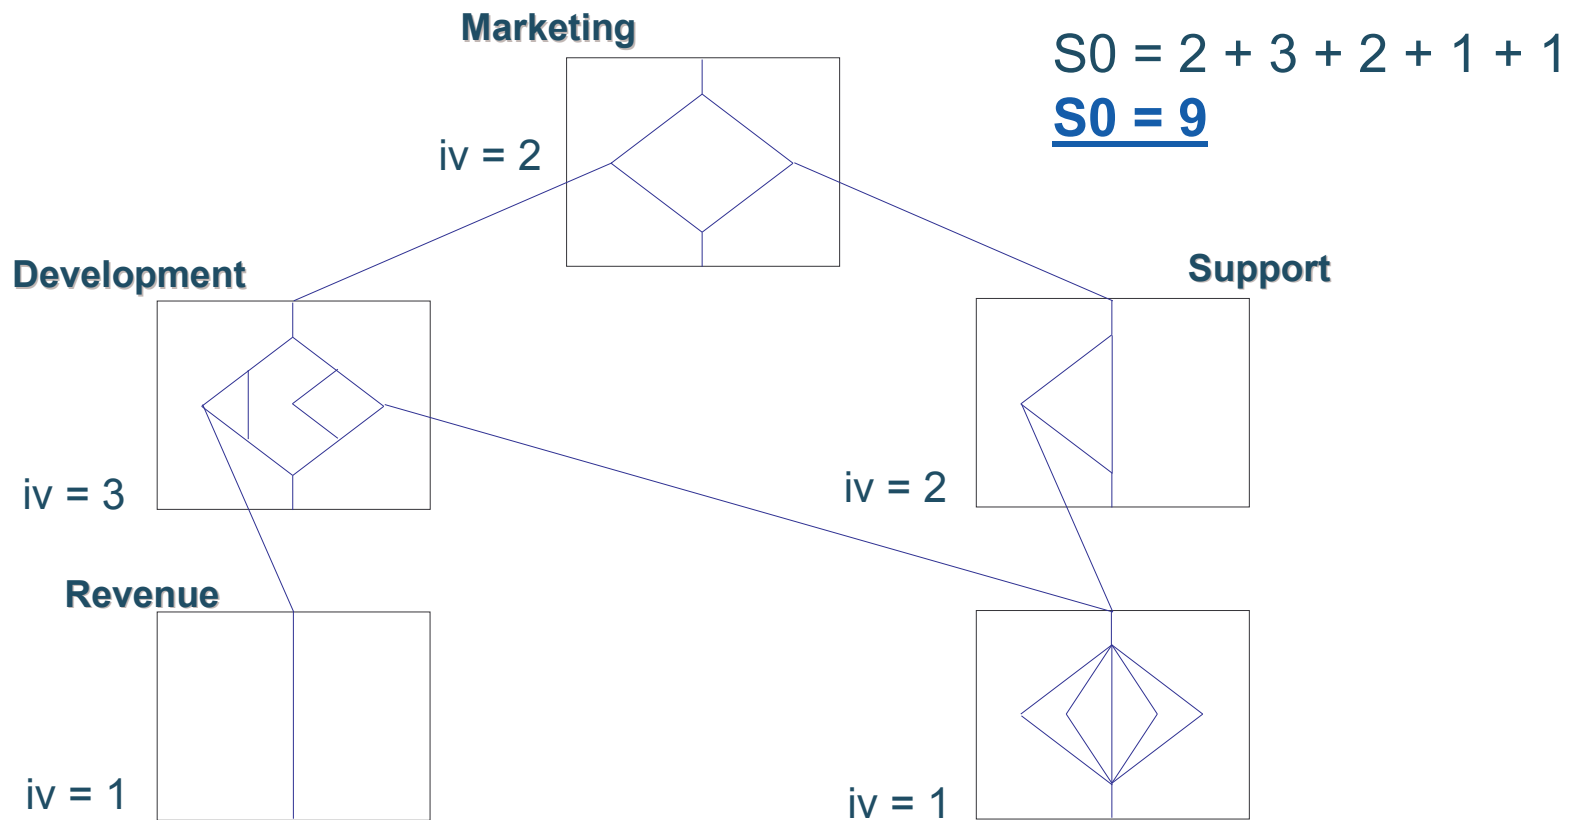 Marketing
S0 = 2 + 3 + 2 + 1 + 1
S0 = 9
iv = 2
Development
Support
iv = 3
iv = 2
Revenue
iv = 1
iv = 1